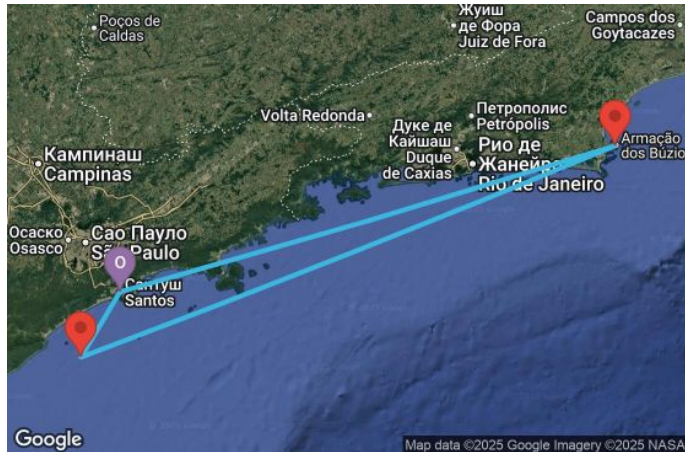 Poços de
Caldas
Жуиш
де Фора
Juiz de Fora
Campos dos
Goytacazes
Volta Redonda
Петрополис
Petrópolis
Дуке де
Кайшаш
Duque
de Caxias
Рио де
Жанейро
Rio de Janeiro
Armação
dos Búzio
Кампинаш
Campinas
Осаско
Osasco
Сао Пауло
São Paulo
O
Сантуш
Santos
Google
Map data ©2025 Google Imagery ©2025 NASA